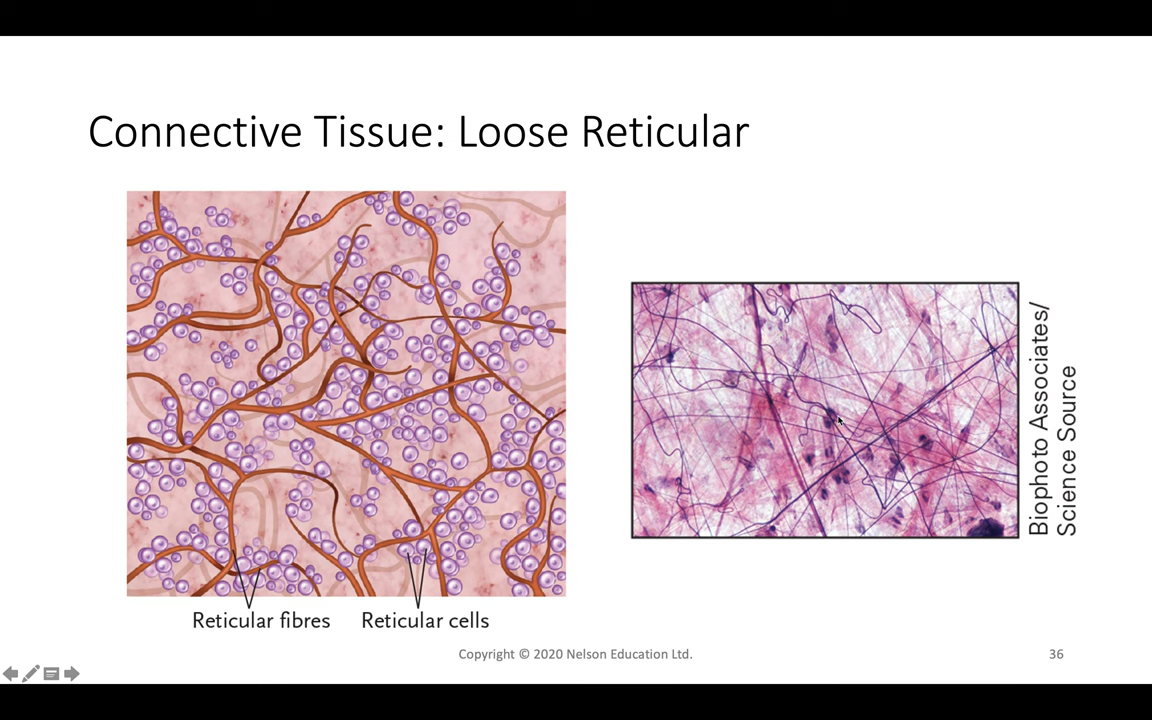 Connective Tissue: Loose Reticular
Reticular fibres
Reticular cells
Biophoto Associates/
Science Source
Copyright © 2020 Nelson Education Ltd.
36